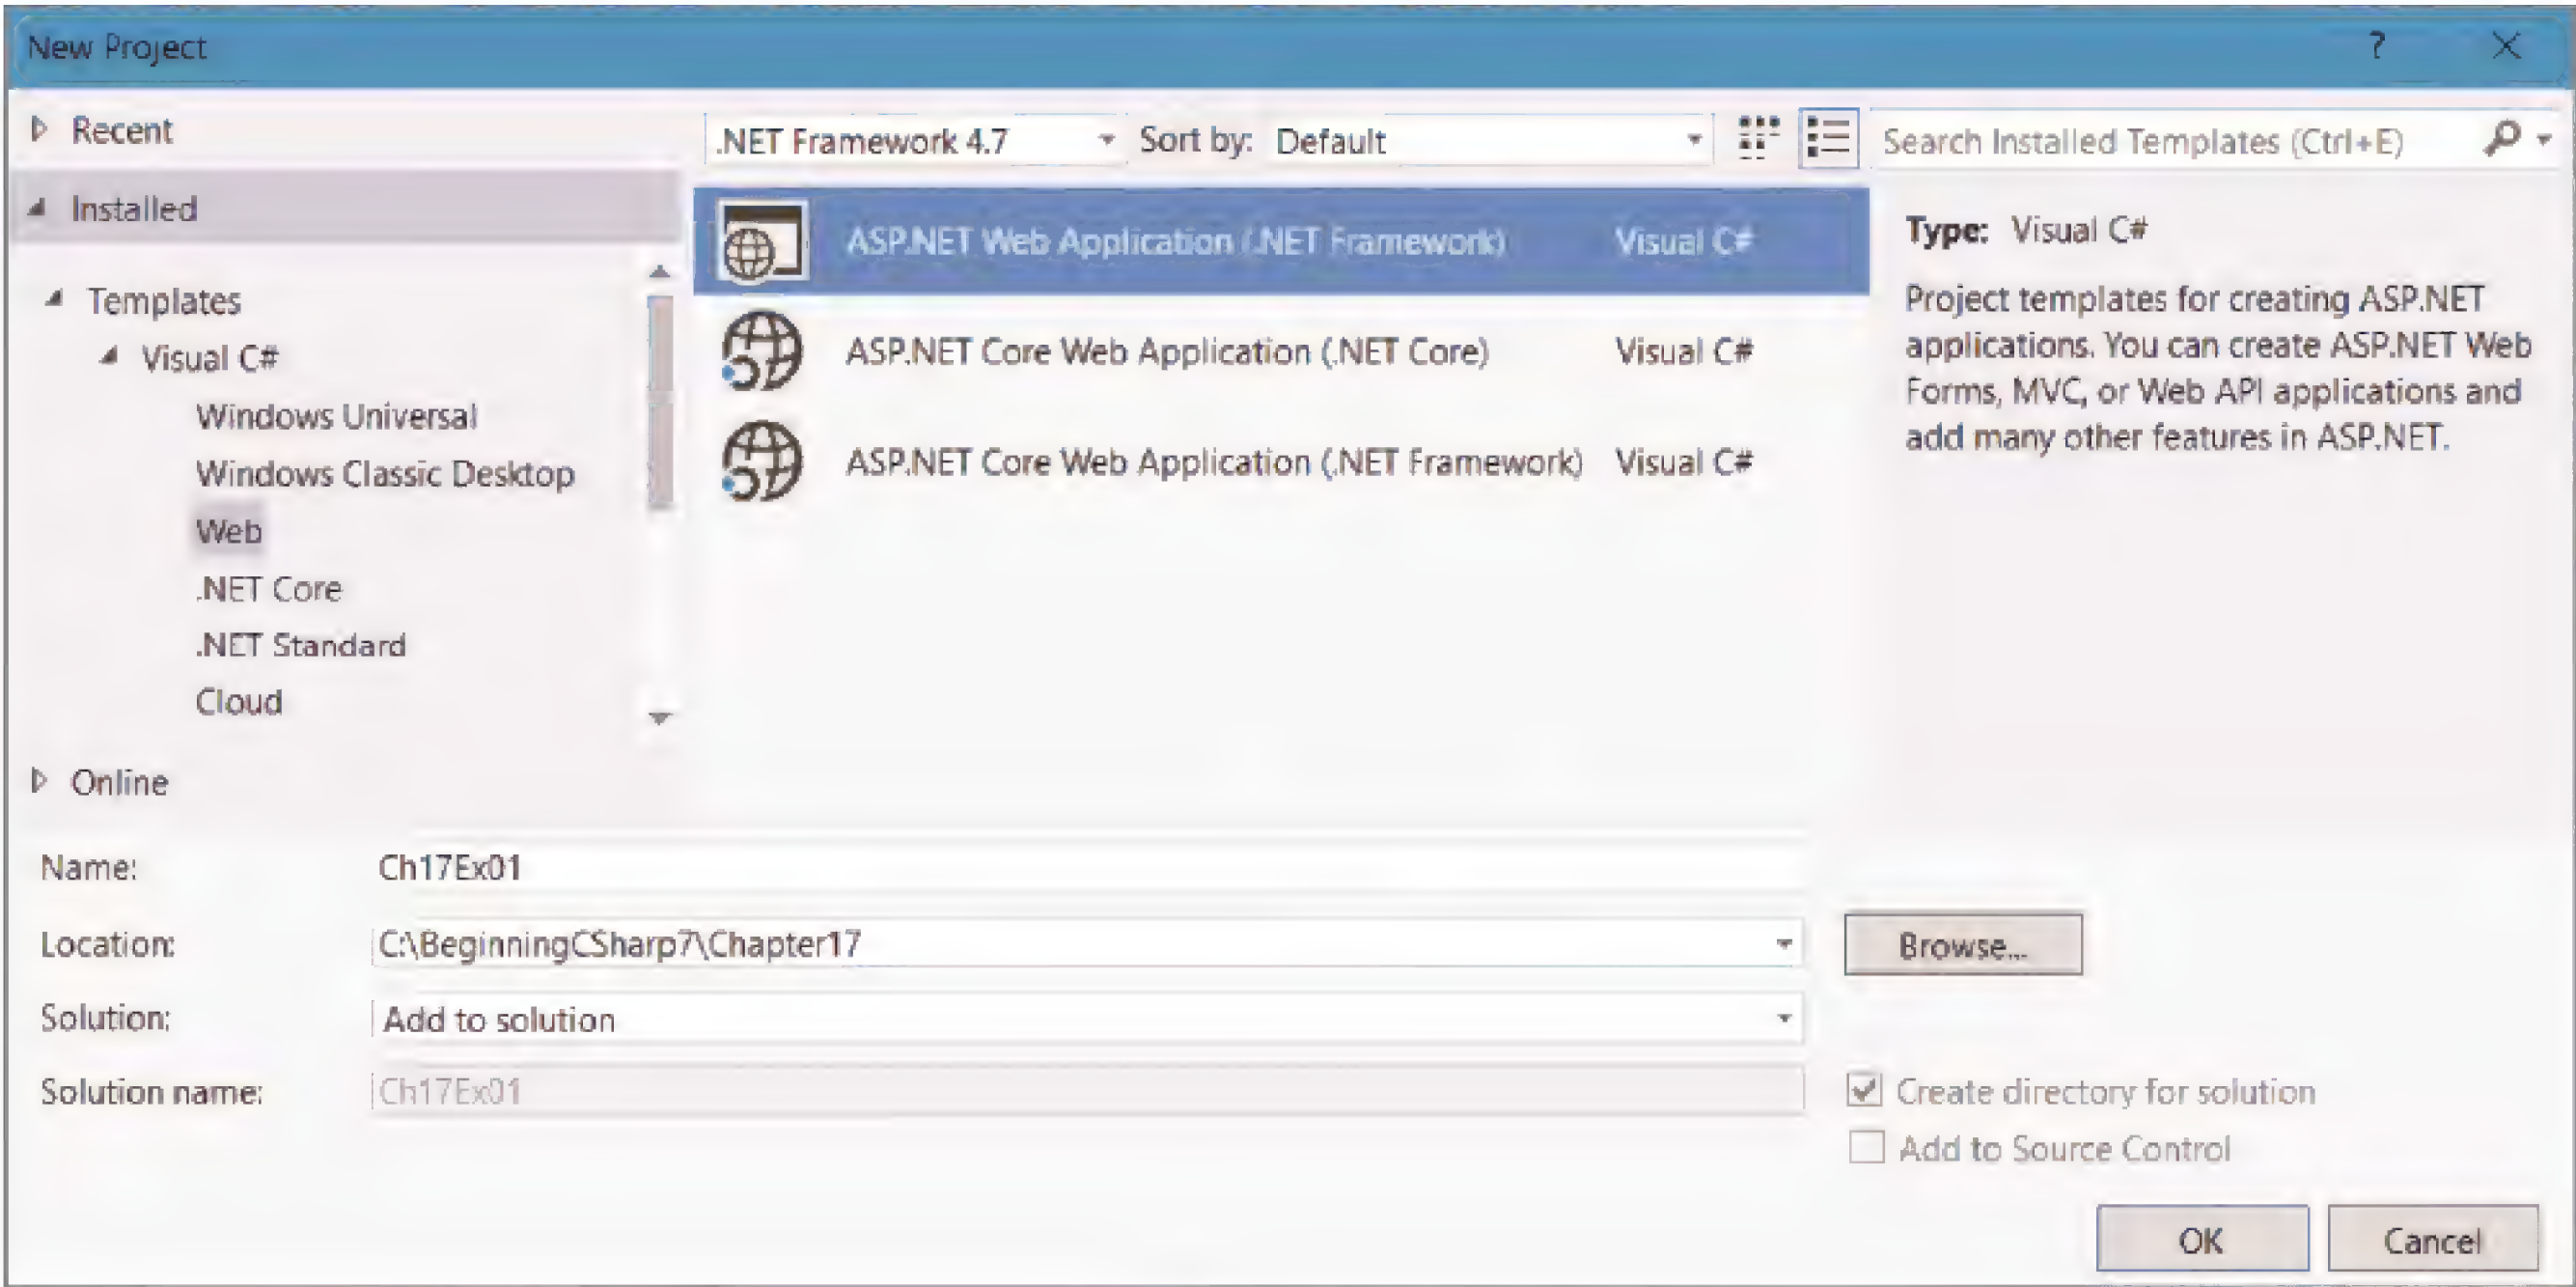 New Project
?
Recent
Installed
Templates
Visual C#
Windows Universal
Windows Classic Desktop
Web
.NET Core
.NET Standard
Cloud
Online
.NET Framework 4.7
Sort by: Default
Search Installed Templates (Ctrl+E)
ASP.NET Web Application (.NET Framework) Visual C#
ASP.NET Core Web Application (.NET Core) Visual C#
ASP.NET Core Web Application (.NET Framework) Visual C#
Type: Visual C#
Project templates for creating ASP.NET
applications. You can create ASP.NET Web
Forms, MVC, or Web API applications and
add many other features in ASP.NET.
Name: Ch17Ex01
Location: C:\BeginningCSharp7\Chapter17
Browse...
Solution: Add to solution
Solution name: Ch17Ex01
Create directory for solution
Add to Source Control
OK
Cancel